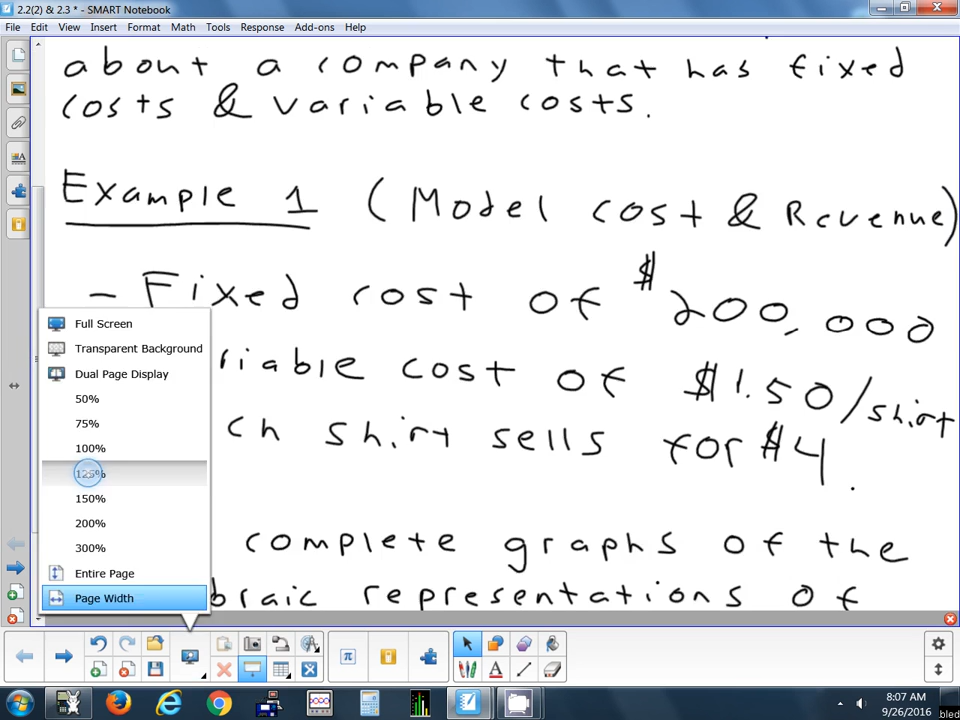 2.2(2) & 2.3 * - SMART Notebook
File Edit View Insert Format Math Tools Response Add-ons Help
about a company that has fixed
costs & variable costs.
Example 1 (Model cost & Revenue)
- Fixed cost of $200,000
riable cost of $1.50/shirt
ch shirt sells for $4.
complete graphs of the
braic representations of
Full Screen
Transparent Background
Dual Page Display
50%
75%
100%
125%
150%
200%
300%
Entire Page
Page Width
8:07 AM
9/26/2016
bled